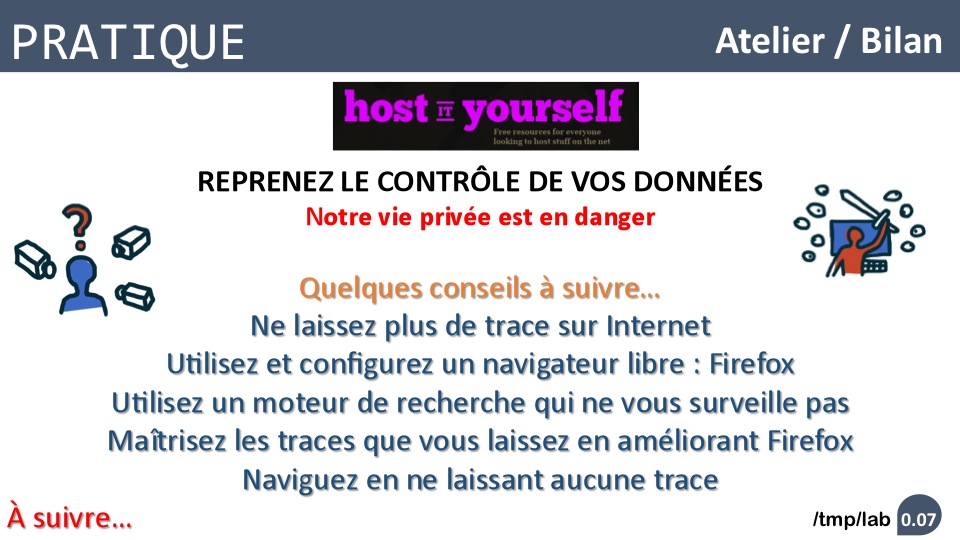 PRATIQUE
Atelier / Bilan
host IT yourself
Free resources for everyone
looking to host stuff on the net
REPRENEZ LE CONTRÔLE DE VOS DONNÉES
Notre vie privée est en danger
?
Quelques conseils à suivre...
Ne laissez plus de trace sur Internet
Utilisez et configurez un navigateur libre : Firefox
Utilisez un moteur de recherche qui ne vous surveille pas
Maîtrisez les traces que vous laissez en améliorant Firefox
Naviguez en ne laissant aucune trace
À suivre...
/tmp/lab
0.07